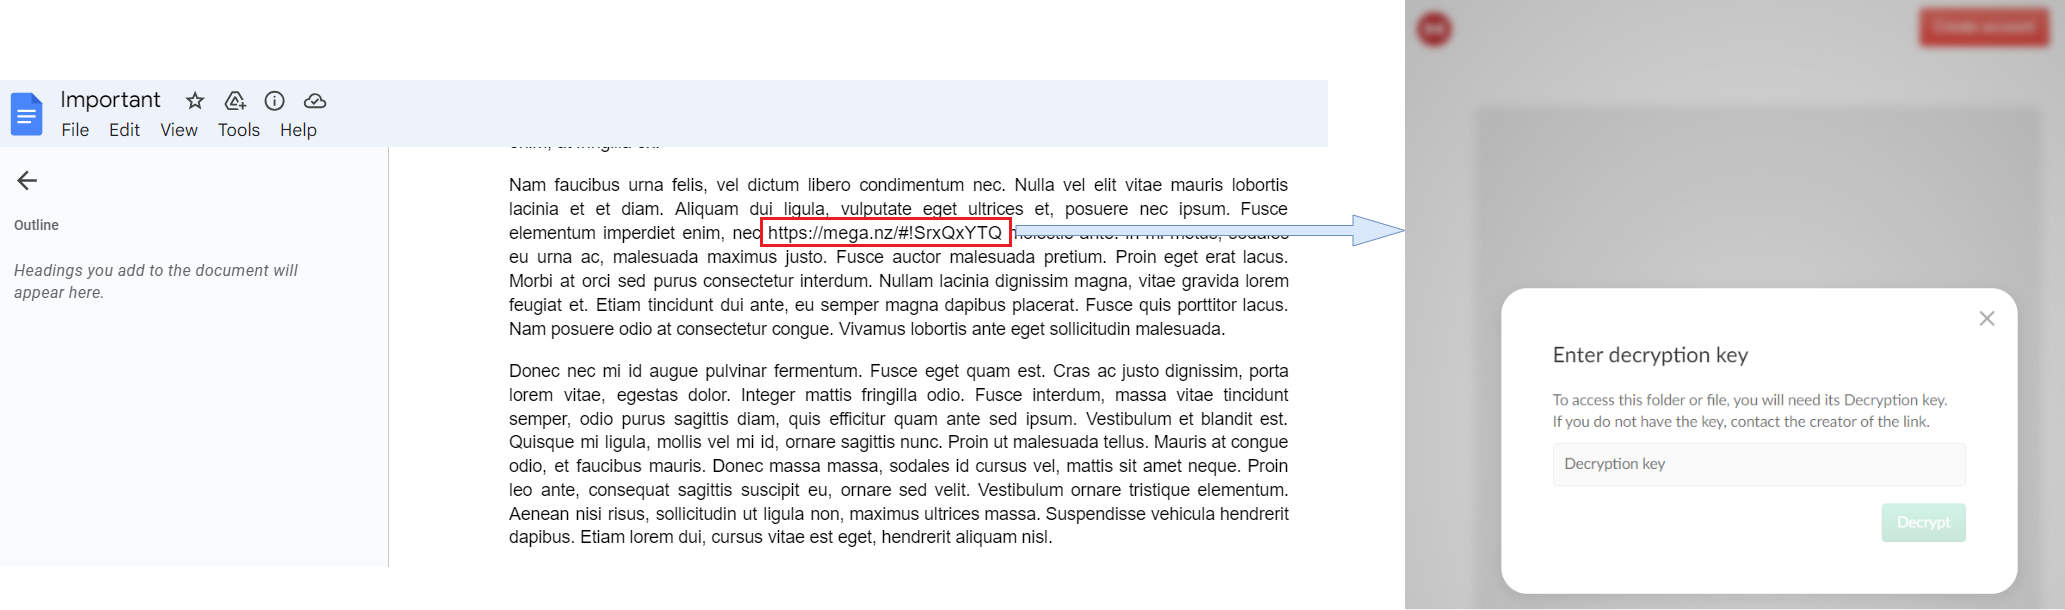 Important
File Edit View Tools Help
Outline
Headings you add to the document will
appear here.
Nam faucibus urna felis, vel dictum libero condimentum nec. Nulla vel elit vitae mauris lobortis
lacinia et et diam. Aliquam dui ligula, vulputate eget ultrices et, posuere nec ipsum. Fusce
elementum imperdiet enim, nec https://mega.nz/#!SrxQxYTQ
eu urna ac, malesuada maximus justo. Fusce auctor malesuada pretium. Proin eget erat lacus.
Morbi at orci sed purus consectetur interdum. Nullam lacinia dignissim magna, vitae gravida lorem
feugiat et. Etiam tincidunt dui ante, eu semper magna dapibus placerat. Fusce quis porttitor lacus.
Nam posuere odio at consectetur congue. Vivamus lobortis ante eget sollicitudin malesuada.
Donec nec mi id augue pulvinar fermentum. Fusce eget quam est. Cras ac justo dignissim, porta
lorem vitae, egestas dolor. Integer mattis fringilla odio. Fusce interdum, massa vitae tincidunt
semper, odio purus sagittis diam, quis efficitur quam ante sed ipsum. Vestibulum et blandit est.
Quisque mi ligula, mollis vel mi id, ornare sagittis nunc. Proin ut malesuada tellus. Mauris at congue
odio, et faucibus mauris. Donec massa massa, sodales id cursus vel, mattis sit amet neque. Proin
leo ante, consequat sagittis suscipit eu, ornare sed velit. Vestibulum ornare tristique elementum.
Aenean nisi risus, sollicitudin ut ligula non, maximus ultrices massa. Suspendisse vehicula hendrerit
dapibus. Etiam lorem dui, cursus vitae est eget, hendrerit aliquam nisl.
Create account
Enter decryption key
To access this folder or file, you will need its Decryption key.
If you do not have the key, contact the creator of the link.
Decryption key
Decrypt